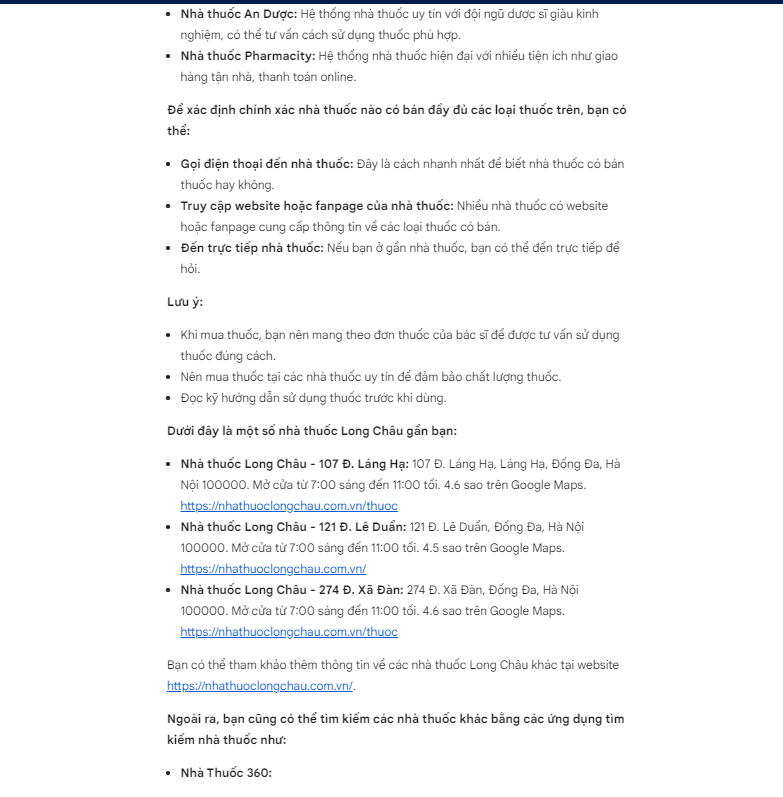 • Nhà thuốc An Dược: Hệ thống nhà thuốc uy tín với đội ngũ dược sĩ giàu kinh
nghiệm, có thể tư vấn cách sử dụng thuốc phù hợp.
• Nhà thuốc Pharmacity: Hệ thống nhà thuốc hiện đại với nhiều tiện ích như giao
hàng tận nhà, thanh toán online.
Để xác định chính xác nhà thuốc nào có bán đầy đủ các loại thuốc trên, bạn có
thể:
• Gọi điện thoại đến nhà thuốc: Đây là cách nhanh nhất để biết nhà thuốc có bán
thuốc hay không.
• Truy cập website hoặc fanpage của nhà thuốc: Nhiều nhà thuốc có website
hoặc fanpage cung cấp thông tin về các loại thuốc có bán.
• Đến trực tiếp nhà thuốc: Nếu bạn ở gần nhà thuốc, bạn có thể đến trực tiếp để
hỏi.
Lưu ý:
• Khi mua thuốc, bạn nên mang theo đơn thuốc của bác sĩ để được tư vấn sử dụng
thuốc đúng cách.
• Nên mua thuốc tại các nhà thuốc uy tín để đảm bảo chất lượng thuốc.
• Đọc kỹ hướng dẫn sử dụng thuốc trước khi dùng.
Dưới đây là một số nhà thuốc Long Châu gần bạn:
• Nhà thuốc Long Châu - 107 Đ. Láng Hạ: 107 Đ. Láng Hạ, Láng Hạ, Đống Đa, Hà
Nội 100000. Mở cửa từ 7:00 sáng đến 11:00 tối. 4.6 sao trên Google Maps.
https://nhathuoclongchau.com.vn/thuoc
• Nhà thuốc Long Châu - 121 Đ. Lê Duẩn: 121 Đ. Lê Duẩn, Đống Đa, Hà Nội
100000. Mở cửa từ 7:00 sáng đến 11:00 tối. 4.5 sao trên Google Maps.
https://nhathuoclongchau.com.vn/
• Nhà thuốc Long Châu - 274 Đ. Xã Đàn: 274 Đ. Xã Đàn, Đống Đa, Hà Nội
100000. Mở cửa từ 7:00 sáng đến 11:00 tối. 4.6 sao trên Google Maps.
https://nhathuoclongchau.com.vn/thuoc
Bạn có thể tham khảo thêm thông tin về các nhà thuốc Long Châu khác tại website
https://nhathuoclongchau.com.vn/.
Ngoài ra, bạn cũng có thể tìm kiếm các nhà thuốc khác bằng các ứng dụng tìm
kiếm nhà thuốc như:
• Nhà Thuốc 360: